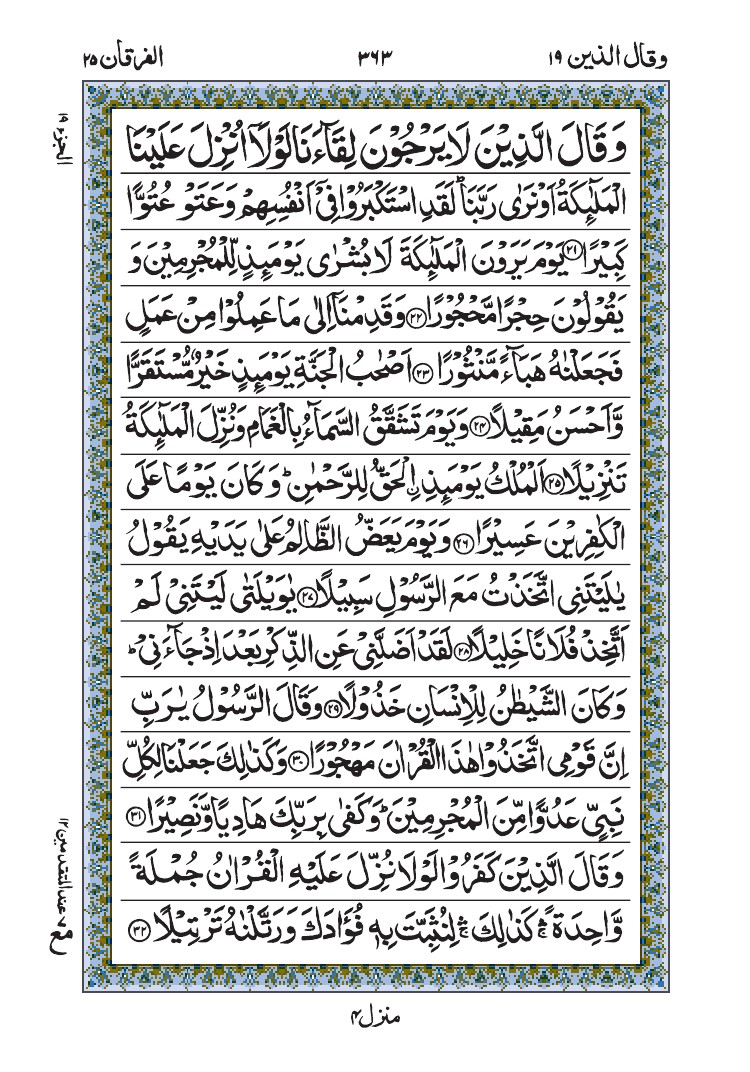 وقال الذين ١٩
٣٦٣
الفرقان ٢٥
الجزء ١٩
وَ قَالَ الَّذِيْنَ لَا يَرْجُوْنَ لِقَآءَنَا لَوْلَاۤ اُنْزِلَ عَلَيْنَا
الْمَلٰٓئِكَةُ اَوْ نَرٰى رَبَّنَا ؕ لَقَدِ اسْتَكْبَرُوْا فِيْۤ اَنْفُسِهِمْ وَ عَتَوْ عُتُوًّا
كَبِيْرًا ﴿٢١﴾ يَوْمَ يَرَوْنَ الْمَلٰٓئِكَةَ لَا بُشْرٰى يَوْمَئِذٍ لِّلْمُجْرِمِيْنَ وَ
يَقُوْلُوْنَ حِجْرًا مَّحْجُوْرًا ﴿٢٢﴾ وَ قَدِمْنَاۤ اِلٰى مَا عَمِلُوْا مِنْ عَمَلٍ
فَجَعَلْنٰهُ هَبَآءً مَّنْثُوْرًا ﴿٢٣﴾ اَصْحٰبُ الْجَنَّةِ يَوْمَئِذٍ خَيْرٌ مُّسْتَقَرًّا
وَّ اَحْسَنُ مَقِيْلًا ﴿٢٤﴾ وَ يَوْمَ تَشَقَّقُ السَّمَآءُ بِالْغَمَامِ وَ نُزِّلَ الْمَلٰٓئِكَةُ
تَنْزِيْلًا ﴿٢٥﴾ اَلْمُلْكُ يَوْمَئِذِ ِۨالْحَقُّ لِلرَّحْمٰنِ ؕ وَ كَانَ يَوْمًا عَلَى
الْكٰفِرِيْنَ عَسِيْرًا ﴿٢٦﴾ وَ يَوْمَ يَعَضُّ الظَّالِمُ عَلٰى يَدَيْهِ يَقُوْلُ
يٰلَيْتَنِي اتَّخَذْتُ مَعَ الرَّسُوْلِ سَبِيْلًا ﴿٢٧﴾ يٰوَيْلَتٰى لَيْتَنِيْ لَمْ
اَتَّخِذْ فُلَانًا خَلِيْلًا ﴿٢٨﴾ لَقَدْ اَضَلَّنِيْ عَنِ الذِّكْرِ بَعْدَ اِذْ جَآءَنِيْ ؕ
وَ كَانَ الشَّيْطٰنُ لِلْاِنْسَانِ خَذُوْلًا ﴿٢٩﴾ وَ قَالَ الرَّسُوْلُ يٰرَبِّ
اِنَّ قَوْمِي اتَّخَذُوْا هٰذَا الْقُرْاٰنَ مَهْجُوْرًا ﴿٣٠﴾ وَ كَذٰلِكَ جَعَلْنَا لِكُلِّ
نَبِيٍّ عَدُوًّا مِّنَ الْمُجْرِمِيْنَ ؕ وَ كَفٰى بِرَبِّكَ هَادِيًا وَّ نَصِيْرًا ﴿٣١﴾
وَ قَالَ الَّذِيْنَ كَفَرُوْا لَوْلَا نُزِّلَ عَلَيْهِ الْقُرْاٰنُ جُمْلَةً
وَّاحِدَةً ۛۚ كَذٰلِكَ ۛۚ لِنُثَبِّتَ بِهٖ فُؤَادَكَ وَ رَتَّلْنٰهُ تَرْتِيْلًا ﴿٣٢﴾
مع ٧ عند المتقدمين ١٢
منزل ٤